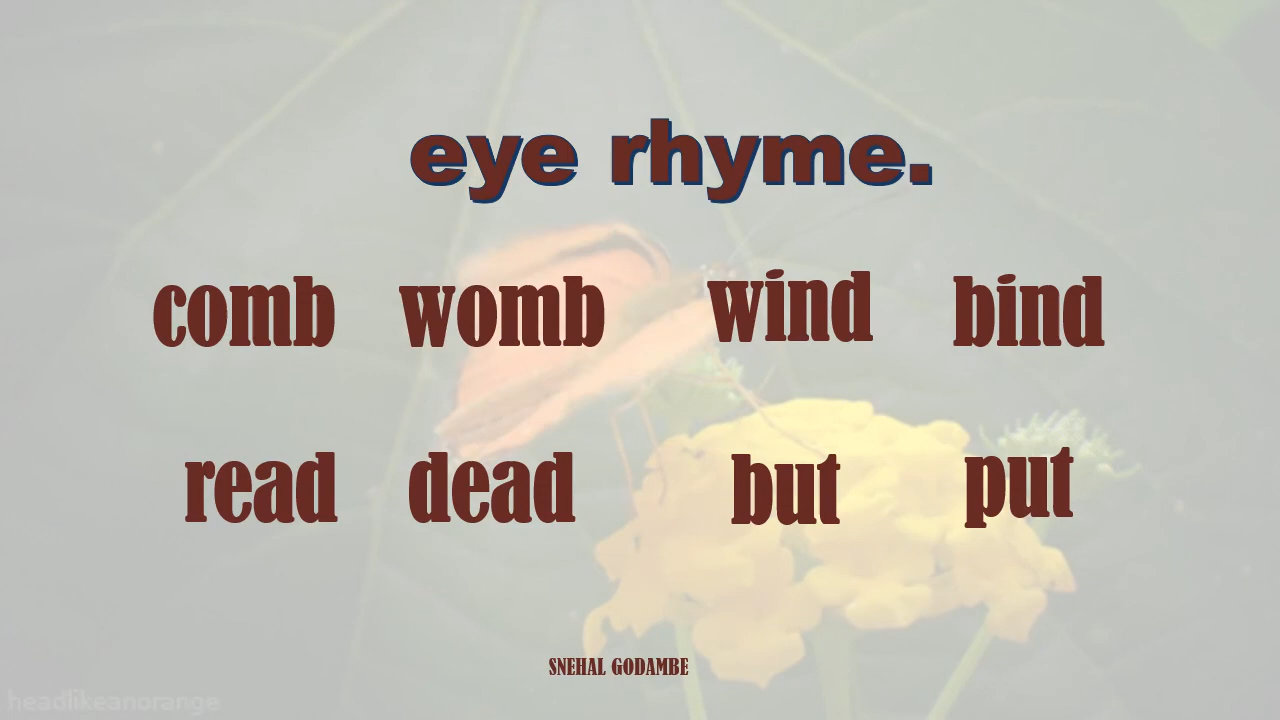 eye rhyme.
comb womb wind bind
read dead but put
SNEHAL GODAMBE
headlikeanorange